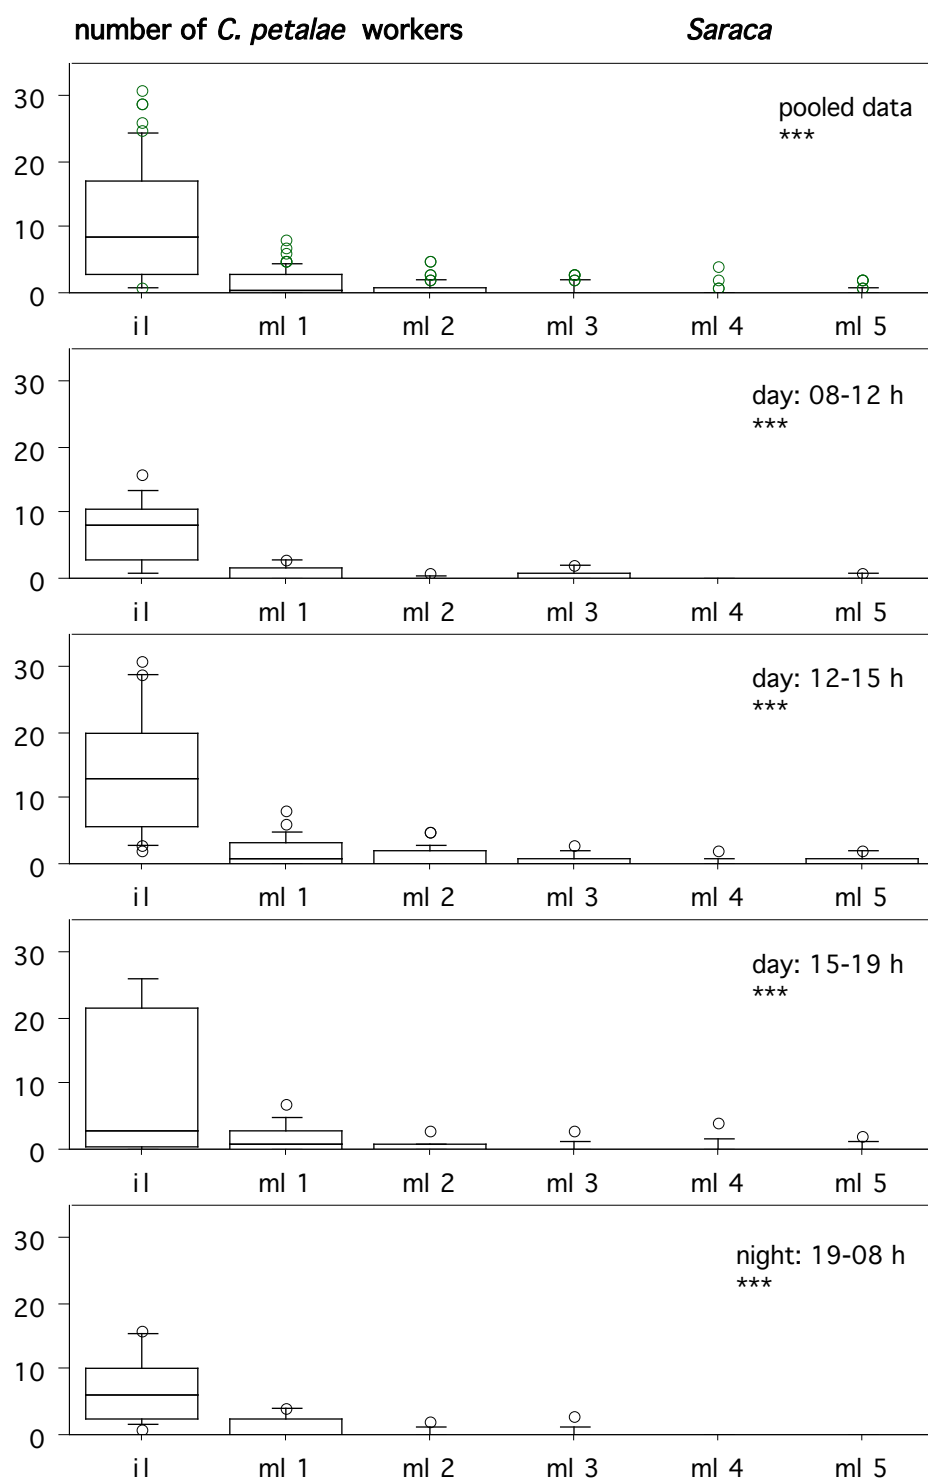 number of C. petalae workers Saraca
pooled data
***
30
20
10
0
il ml 1 ml 2 ml 3 ml 4 ml 5
day: 08-12 h
***
30
20
10
0
il ml 1 ml 2 ml 3 ml 4 ml 5
day: 12-15 h
***
30
20
10
0
il ml 1 ml 2 ml 3 ml 4 ml 5
day: 15-19 h
***
30
20
10
0
il ml 1 ml 2 ml 3 ml 4 ml 5
night: 19-08 h
***
30
20
10
0
il ml 1 ml 2 ml 3 ml 4 ml 5